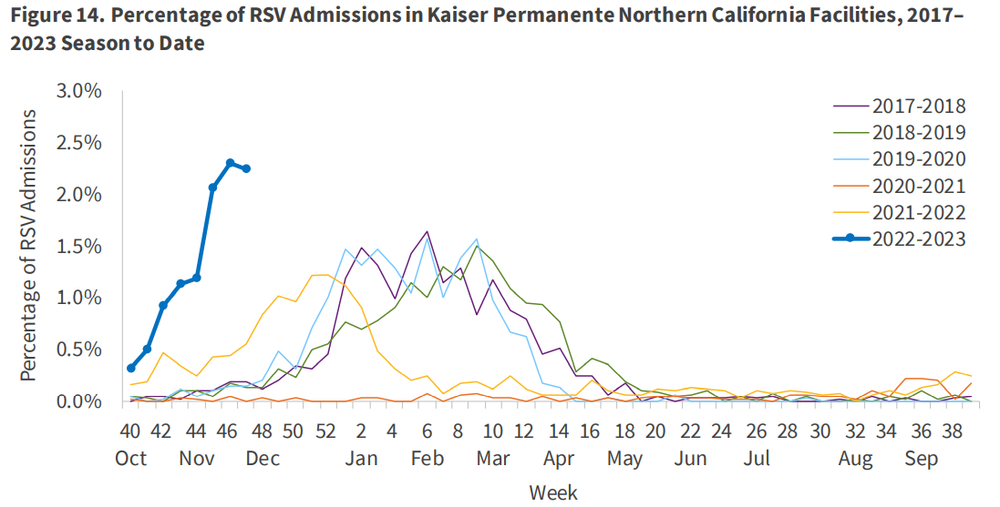 Figure 14. Percentage of RSV Admissions in Kaiser Permanente Northern California Facilities, 2017–
2023 Season to Date
3.0%
2.5%
2.0%
1.5%
1.0%
0.5%
0.0%
Percentage of RSV Admissions
2017-2018
2018-2019
2019-2020
2020-2021
2021-2022
2022-2023
40 42 44 46 48 50 52 2 4 6 8 10 12 14 16 18 20 22 24 26 28 30 32 34 36 38
Oct Nov Dec Jan Feb Mar Apr May Jun Jul Aug Sep
Week